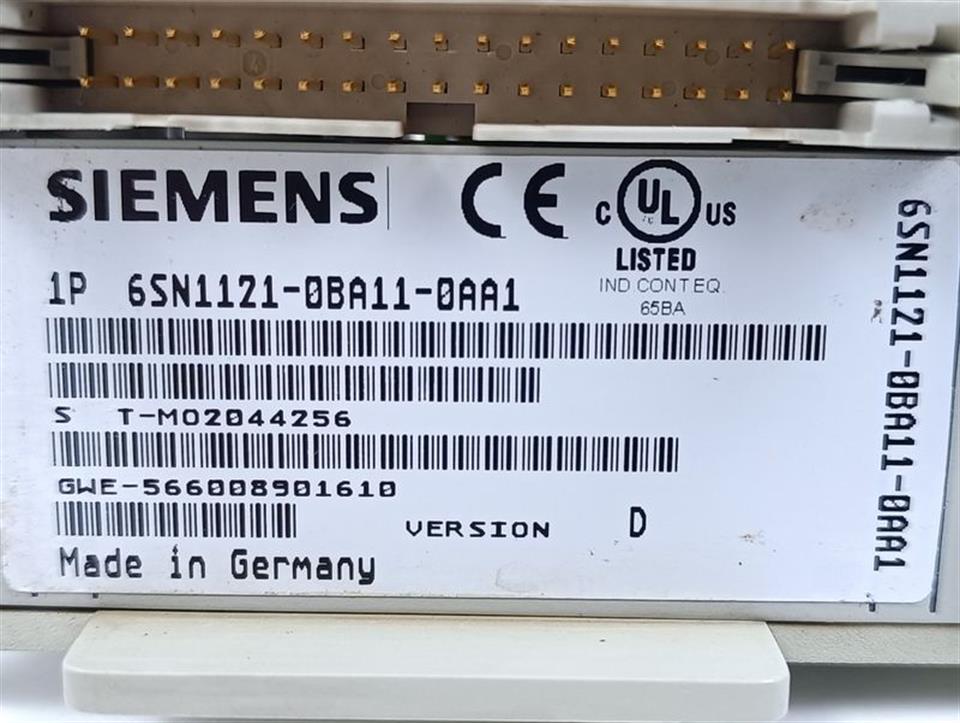 SIEMENS
CE
C UL US
LISTED
IND.CONT.EQ.
65BA
1P 6SN1121-0BA11-0AA1
S T-M02044256
GWE-566008901610
VERSION D
Made in Germany
6SN1121-0BA11-0AA1